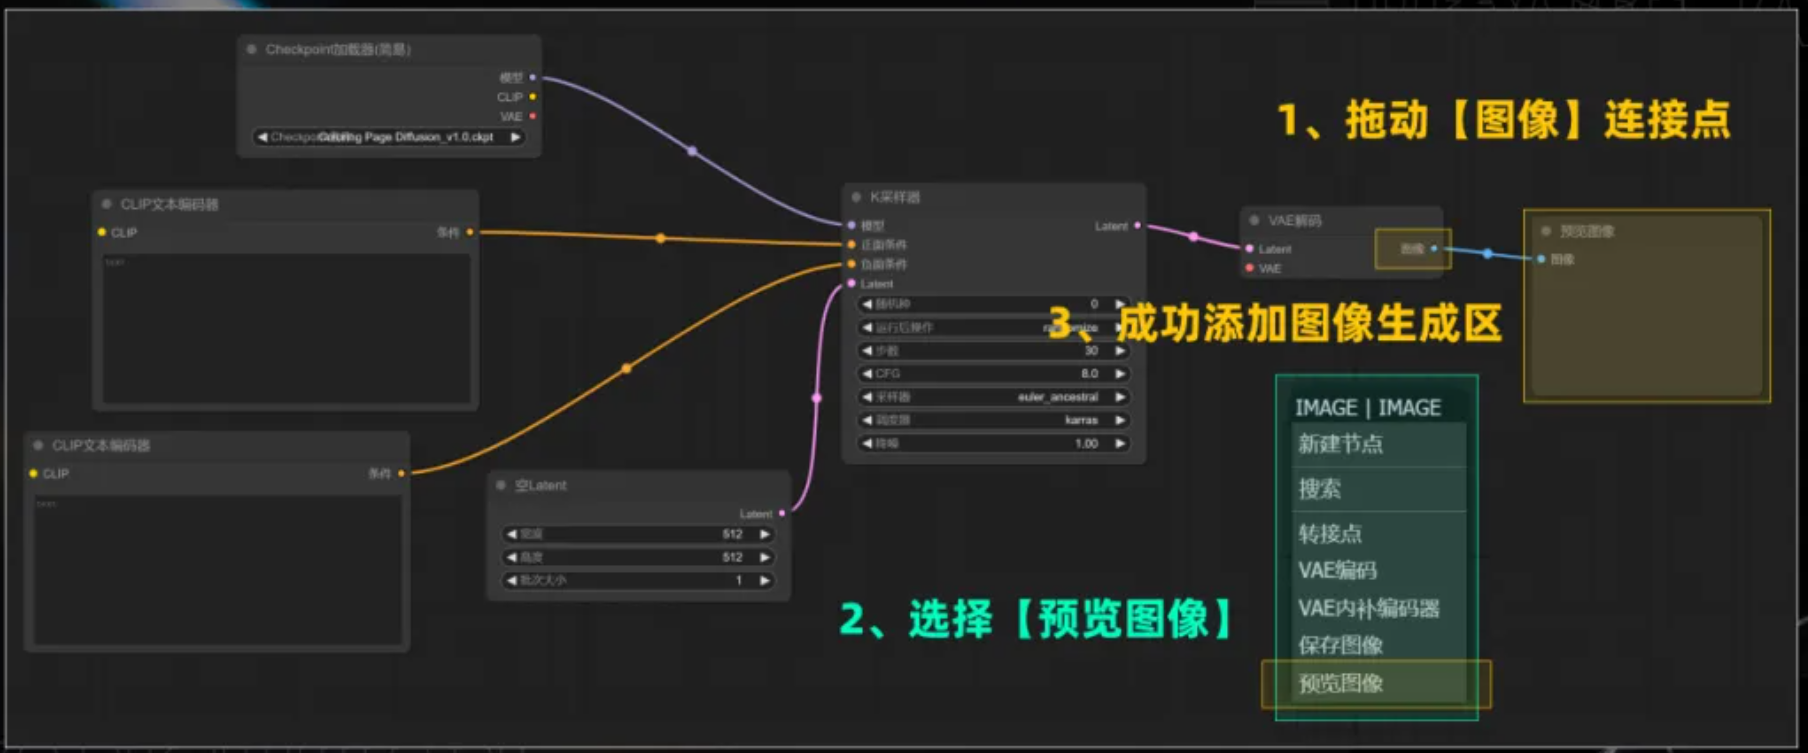 Checkpoint加载器(简易)
模型
CLIP
VAE
Coloring Page Diffusion_v1.0.ckpt
1、拖动【图像】连接点
CLIP文本编码器
CLIP
条件
text
K采样器
模型
Latent
正面条件
负面条件
Latent
随机种 0
运行后操作 randomize
步数 30
CFG 8.0
采样器 euler_ancestral
调度器 karras
降噪 1.00
VAE解码
Latent
图像
VAE
预览图像
图像
3、成功添加图像生成区
CLIP文本编码器
CLIP
条件
text
空Latent
Latent
宽度 512
高度 512
批次大小 1
2、选择【预览图像】
IMAGE | IMAGE
新建节点
搜索
转接点
VAE编码
VAE内补编码器
保存图像
预览图像